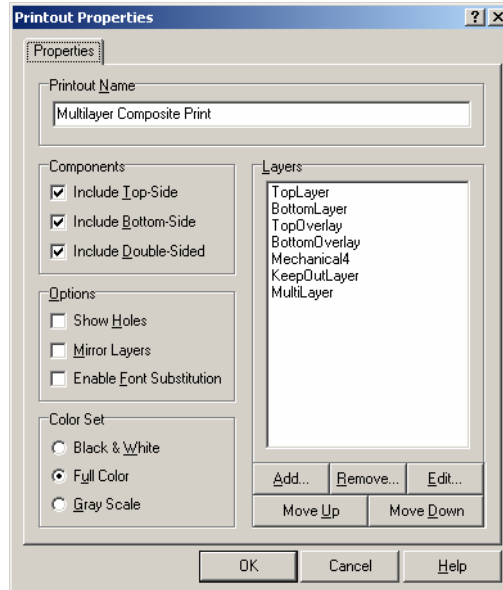 Printout Properties
Properties
Printout Name
Multilayer Composite Print
Components
Include Top-Side
Include Bottom-Side
Include Double-Sided
Options
Show Holes
Mirror Layers
Enable Font Substitution
Color Set
Black & White
Full Color
Gray Scale
Layers
TopLayer
BottomLayer
TopOverlay
BottomOverlay
Mechanical4
KeepOutLayer
MultiLayer
Add... Remove... Edit...
Move Up Move Down
OK Cancel Help